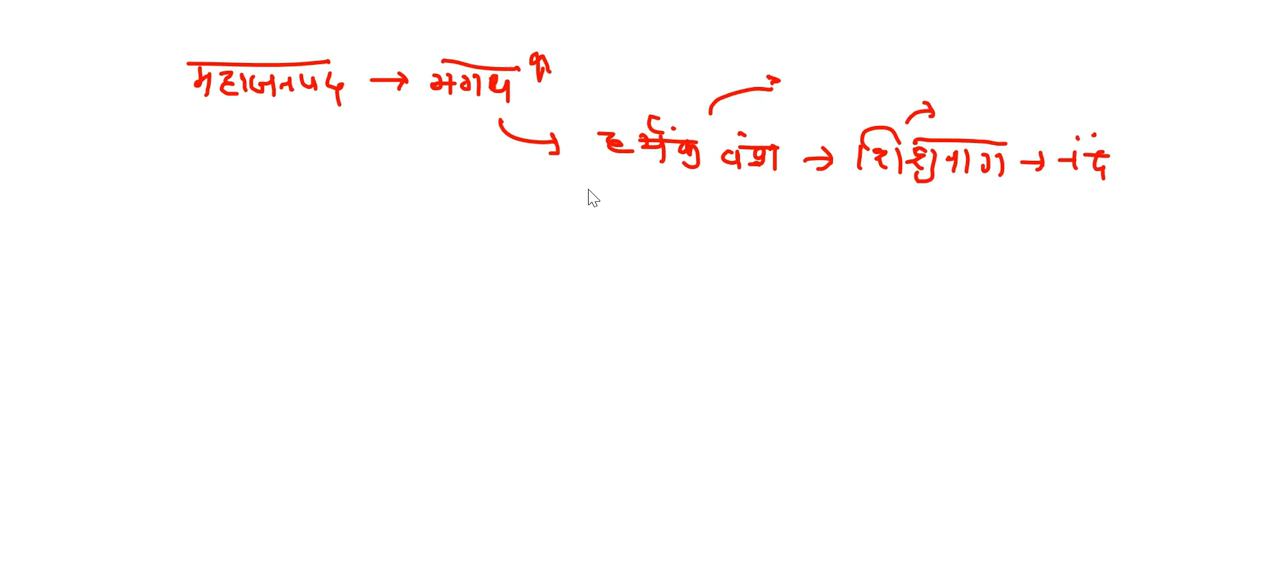 महाजनपद → मगध का
हर्यंक वंश → शिशुनाग → नंद